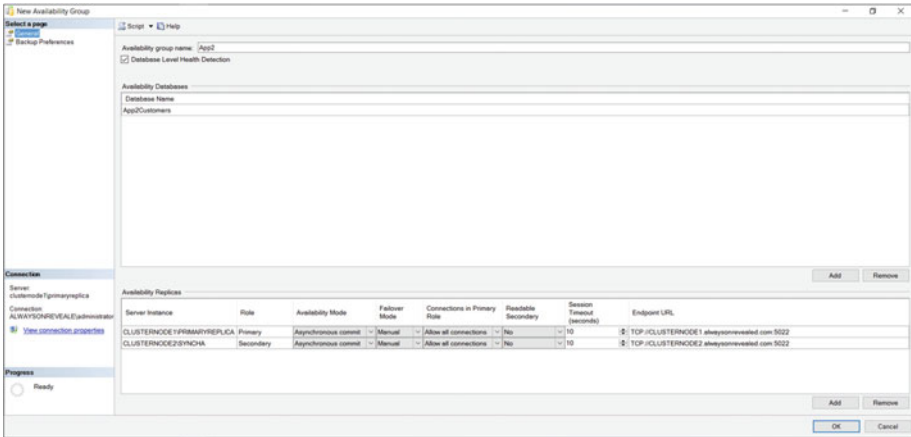 New Availability Group
Select a page
General
Backup Preferences
Script Help
Availability group name: App2
Database Level Health Detection
Availability Databases
Database Name
App2Customers
Add Remove
Connection
Server:
clusternode1\primaryreplica
Connection:
ALWAYSONREVEALE\administrator
View connection properties
Progress
Ready
Availability Replicas
Server Instance Role Availability Mode Failover Mode Connections in Primary Role Readable Secondary Session Timeout (seconds) Endpoint URL
CLUSTERNODE1\PRIMARYREPLICA Primary Asynchronous commit Manual Allow all connections No 10 TCP://CLUSTERNODE1.alwaysonrevealed.com:5022
CLUSTERNODE2\SYNCHA Secondary Asynchronous commit Manual Allow all connections No 10 TCP://CLUSTERNODE2.alwaysonrevealed.com:5022
Add Remove
OK Cancel